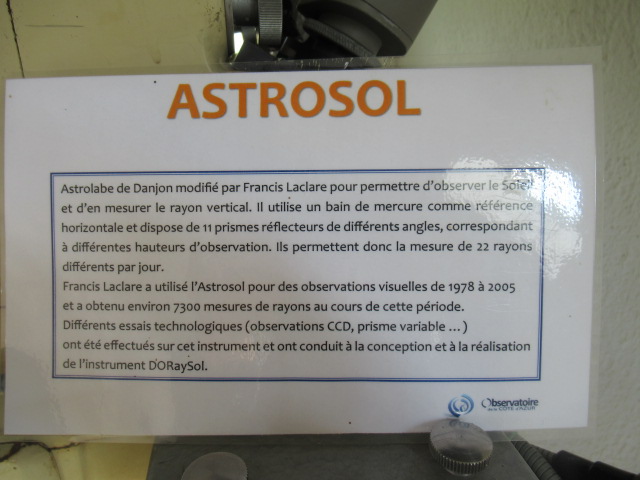 ASTROSOL
Astrolabe de Danjon modifié par Francis Laclare pour permettre d'observer le Soleil
et d'en mesurer le rayon vertical. Il utilise un bain de mercure comme référence
horizontale et dispose de 11 prismes réflecteurs de différents angles, correspondant
à différentes hauteurs d'observation. Ils permettent donc la mesure de 22 rayons
différents par jour.
Francis Laclare a utilisé l'Astrosol pour des observations visuelles de 1978 à 2005
et a obtenu environ 7300 mesures de rayons au cours de cette période.
Différents essais technologiques (observations CCD, prisme variable ...)
ont été effectués sur cet instrument et ont conduit à la conception et à la réalisation
de l'instrument DORaySol.
Observatoire
de la CÔTE d'AZUR